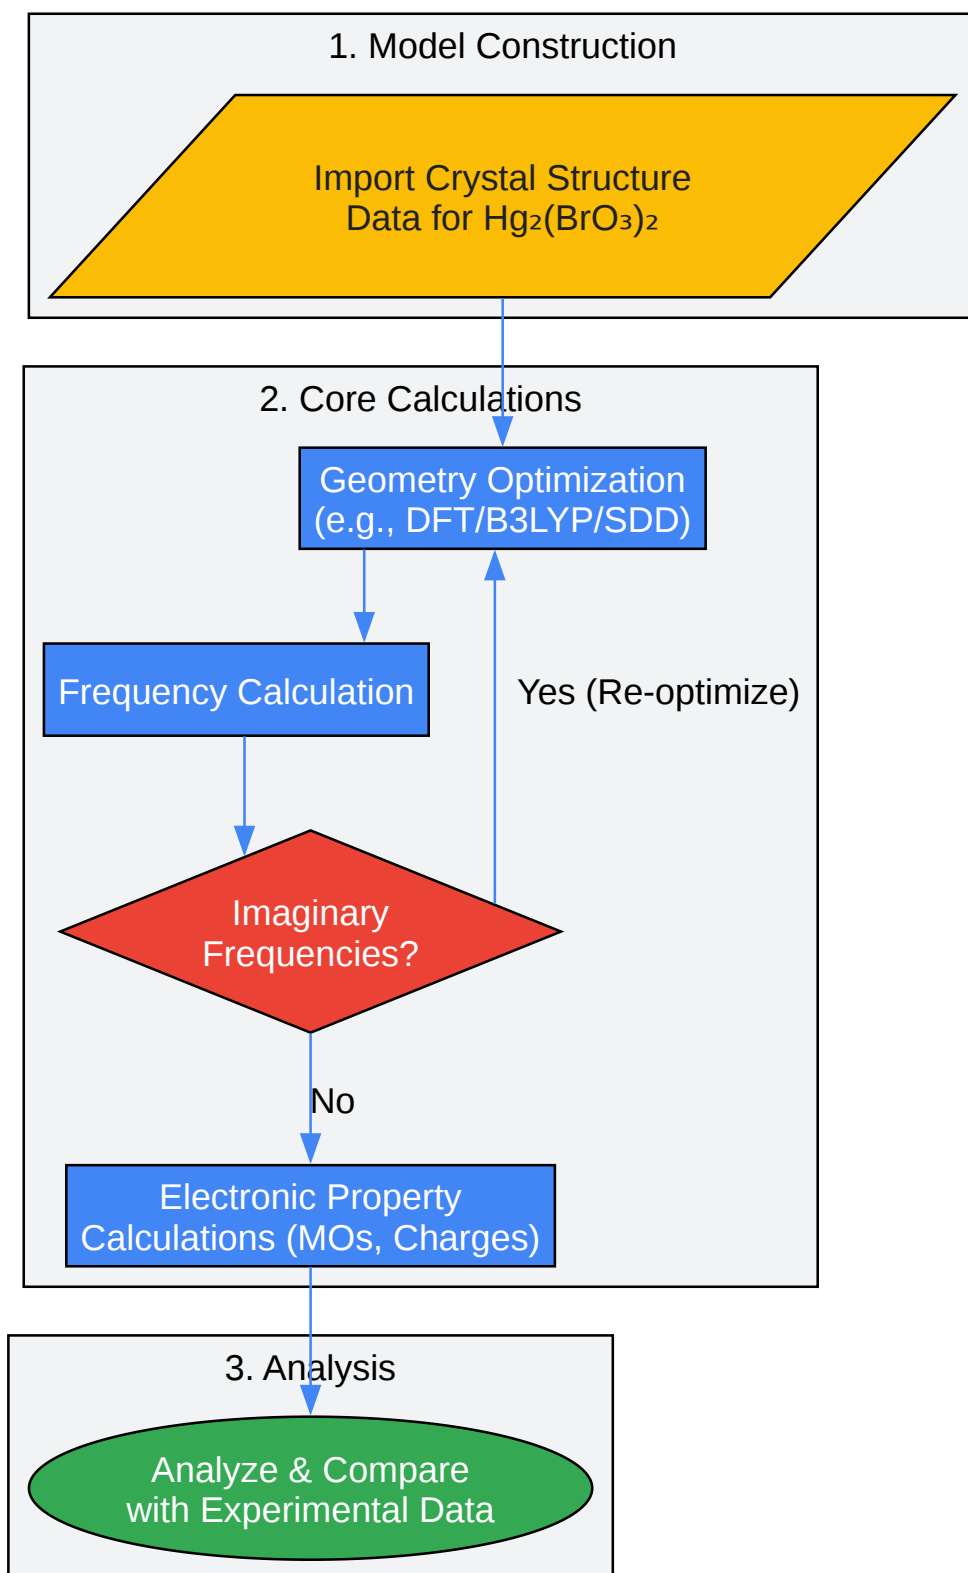 1. Model Construction
Import Crystal Structure
Data for Hg₂(BrO₃)₂
2. Core Calculations
Geometry Optimization
(e.g., DFT/B3LYP/SDD)
Frequency Calculation
Yes (Re-optimize)
Imaginary
Frequencies?
No
Electronic Property
Calculations (MOs, Charges)
3. Analysis
Analyze & Compare
with Experimental Data